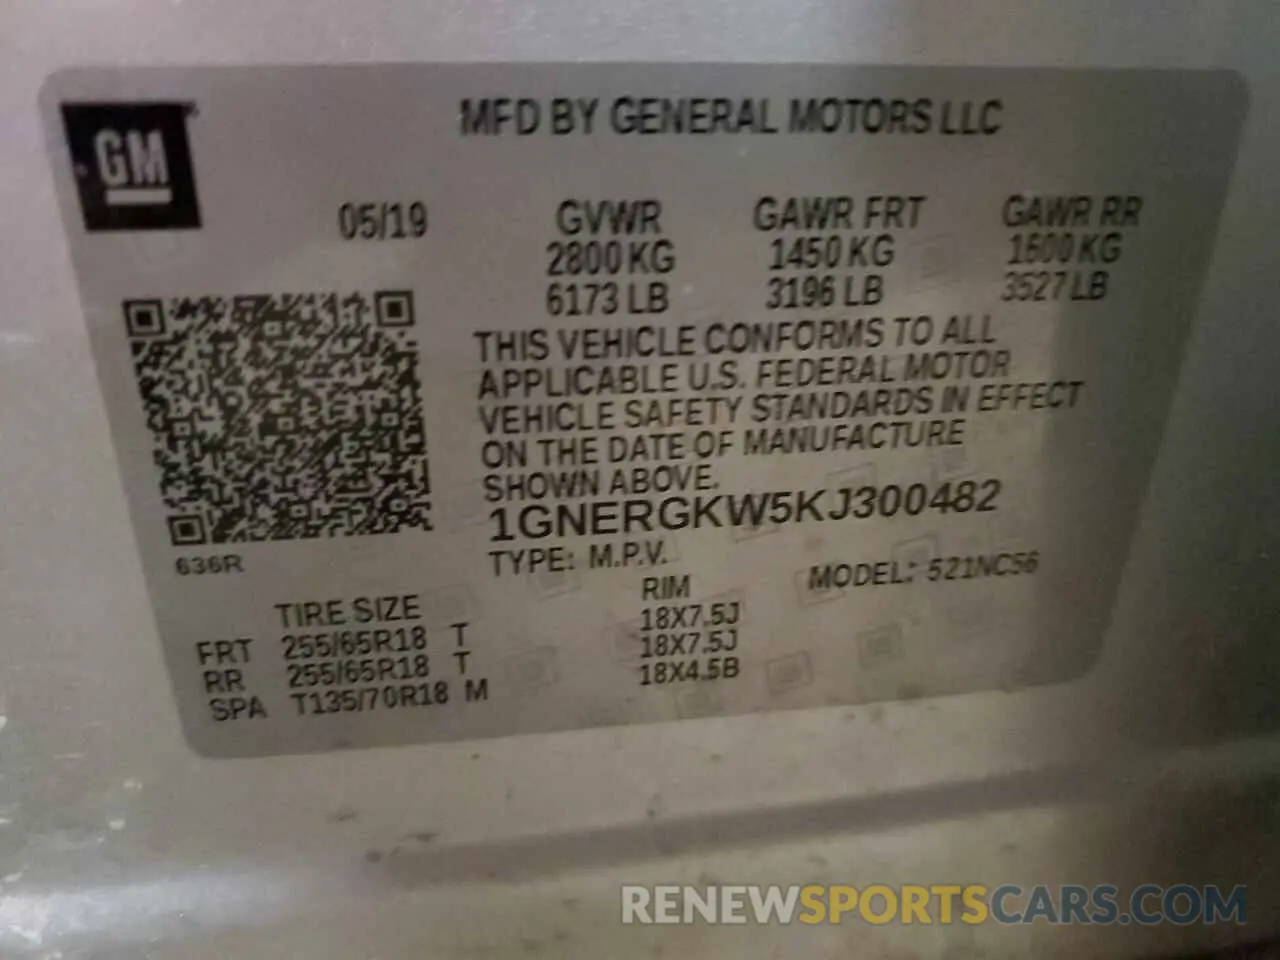 GM
MFD BY GENERAL MOTORS LLC
05/19 GVWR GAWR FRT GAWR RR
2800 KG 1450 KG 1600 KG
6173 LB 3196 LB 3527 LB
THIS VEHICLE CONFORMS TO ALL
APPLICABLE U.S. FEDERAL MOTOR
VEHICLE SAFETY STANDARDS IN EFFECT
ON THE DATE OF MANUFACTURE
SHOWN ABOVE.
1GNERGKW5KJ300482
636R
TYPE: M.P.V. MODEL: 521NC56
TIRE SIZE RIM
FRT 255/65R18 T 18X7.5J
RR 255/65R18 T 18X7.5J
SPA T135/70R18 M 18X4.5B
RENEWSPORTSCARS.COM